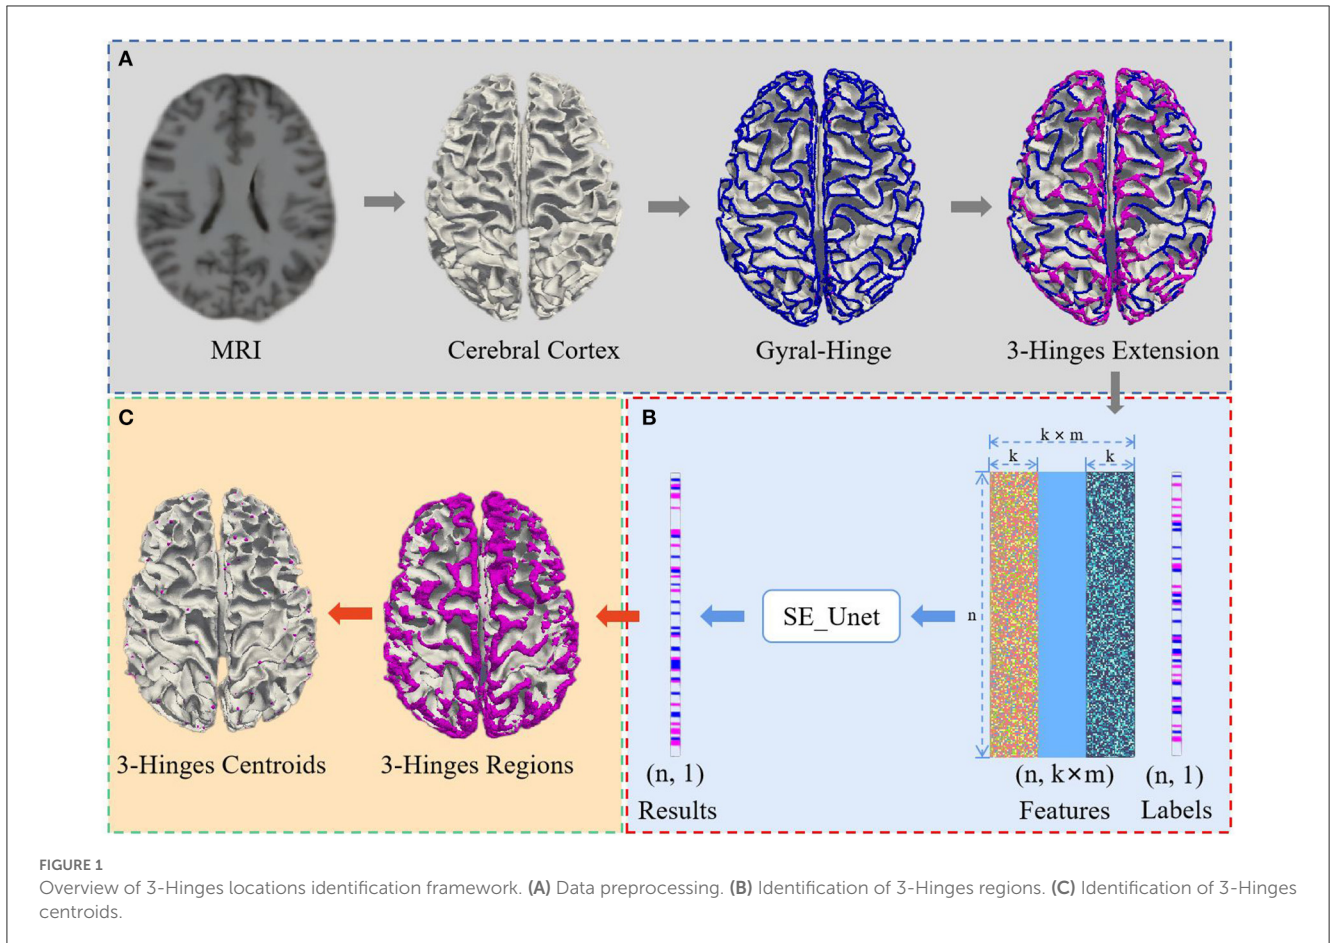 A
MRI
Cerebral Cortex
Gyral-Hinge
3-Hinges Extension
C
3-Hinges Centroids
3-Hinges Regions
B
k × m
k
k
n
SE_Unet
(n, 1)
Results
(n, k×m)
Features
(n, 1)
Labels
FIGURE 1
Overview of 3-Hinges locations identification framework. (A) Data preprocessing. (B) Identification of 3-Hinges regions. (C) Identification of 3-Hinges
centroids.